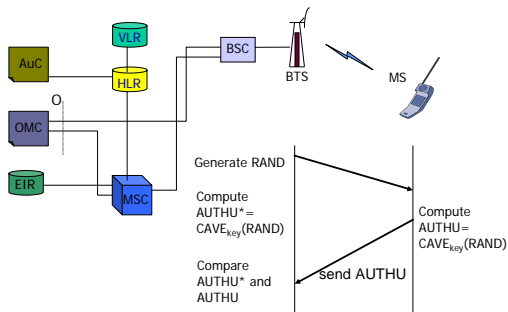 VLR
BSC
AuC
BTS
MS
HLR
O
OMC
Generate RAND
EIR
MSC
Compute
AUTHU*=
CAVEkey(RAND)
Compute
AUTHU=
CAVEkey(RAND)
Compare
AUTHU* and
AUTHU
send AUTHU